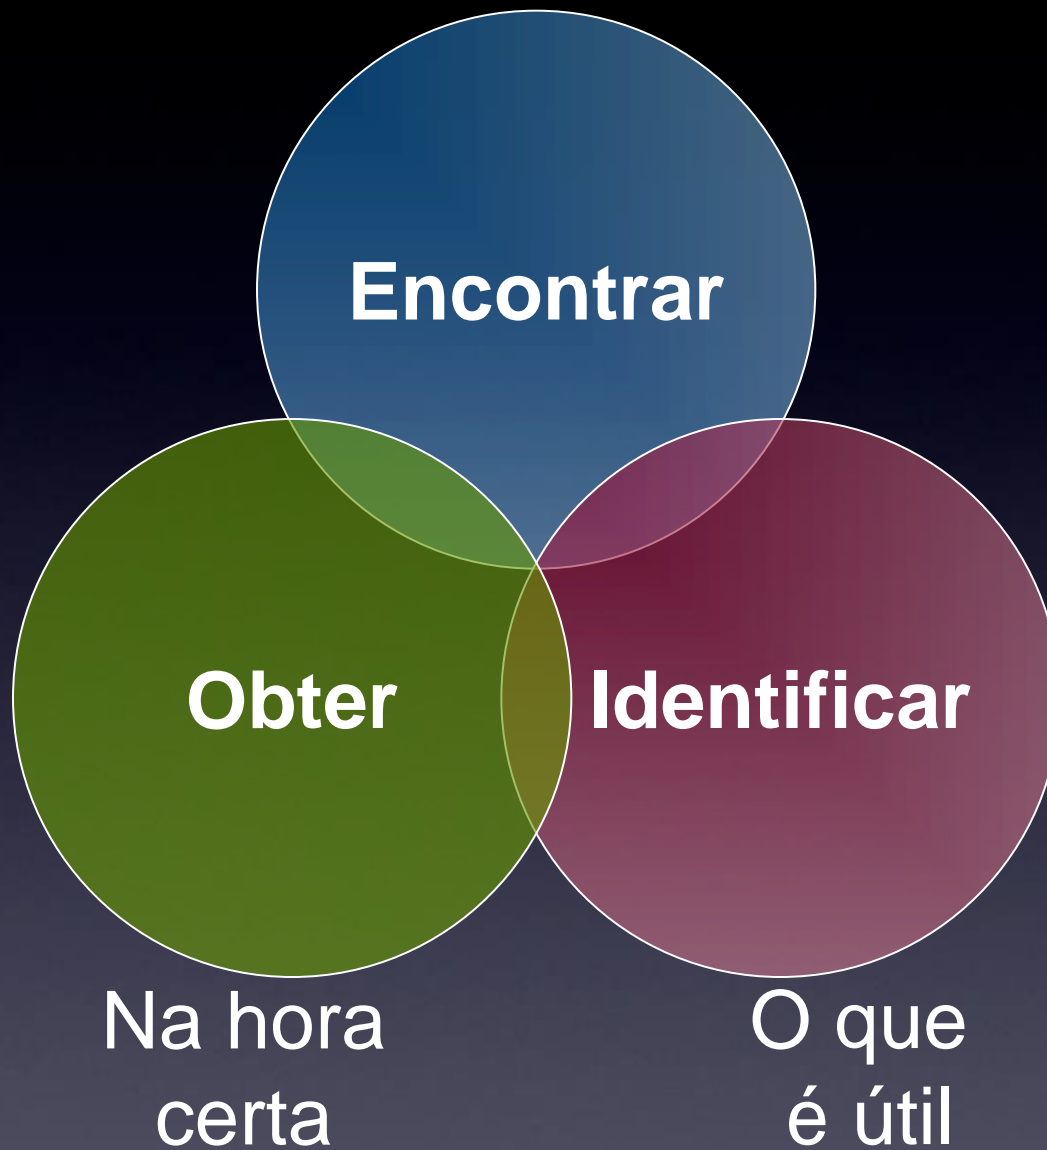 Encontrar
Obter
Identificar
Na hora
certa
O que
é útil